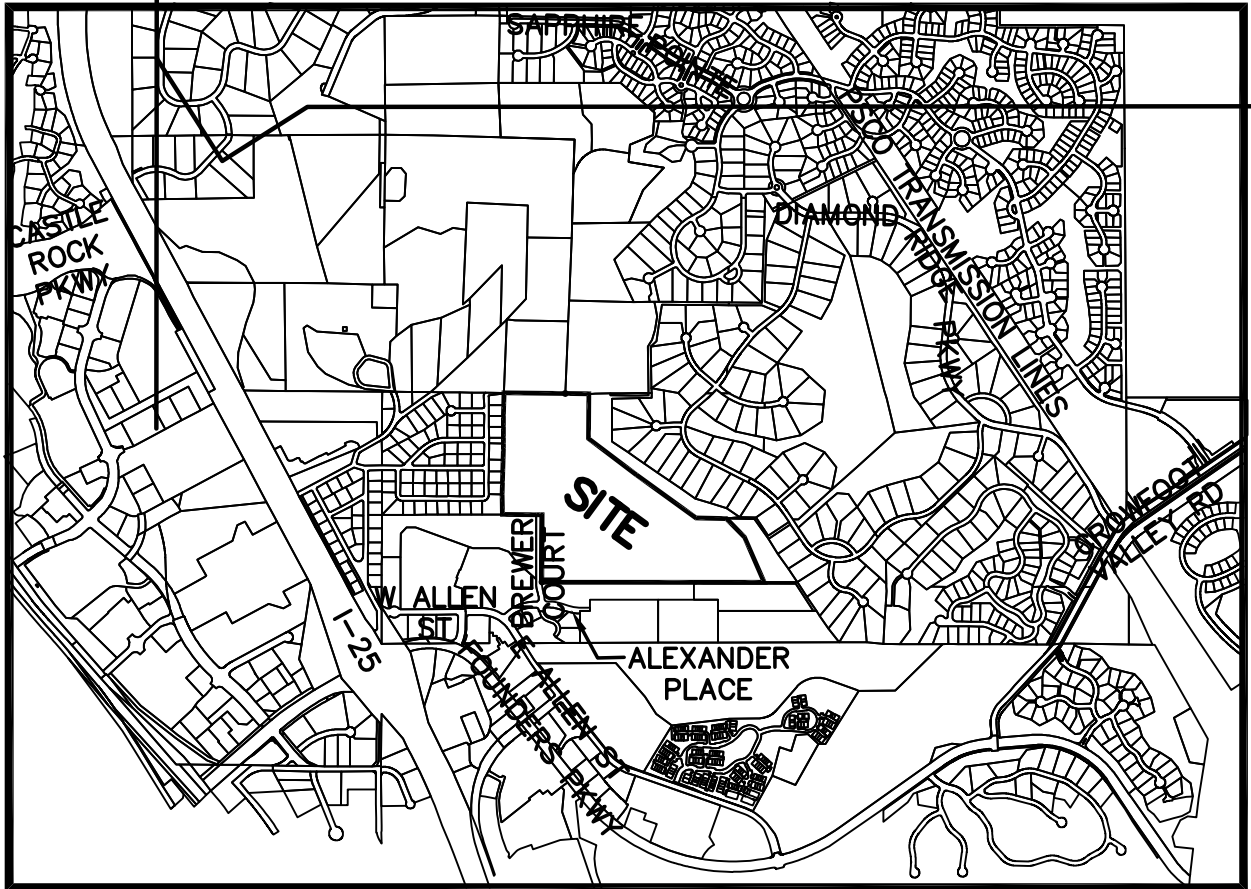 SAPPHIRE POINTE
PSCO TRANSMISSION LINES
CASTLE
ROCK
PKWY
DIAMOND RIDGE PKWY
SITE
CROWFOOT
VALLEY RD
BREWER
COURT
W ALLEN
ST
I-25
ALEXANDER
PLACE
E ALLEN ST
FOUNDERS PKWY